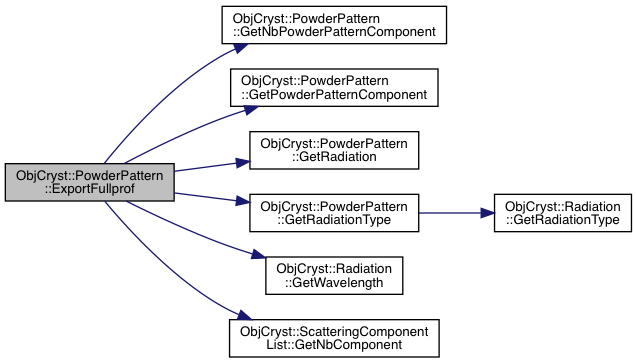 ObjCryst::PowderPattern
::GetNbPowderPatternComponent
ObjCryst::PowderPattern
::GetPowderPatternComponent
ObjCryst::PowderPattern
::GetRadiation
ObjCryst::PowderPattern
::ExportFullprof
ObjCryst::PowderPattern
::GetRadiationType
ObjCryst::Radiation
::GetRadiationType
ObjCryst::Radiation
::GetWavelength
ObjCryst::ScatteringComponent
List::GetNbComponent